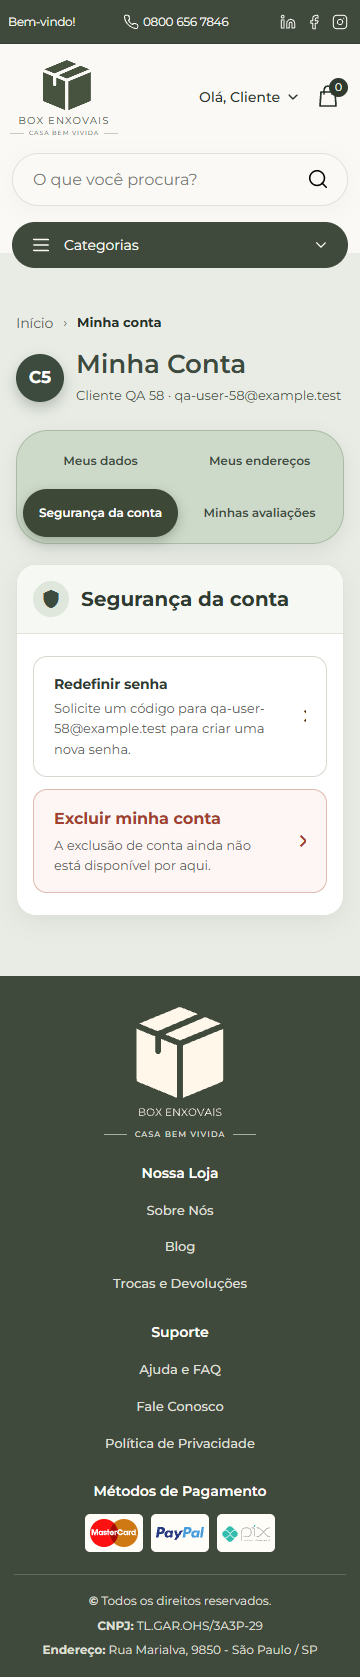 Bem-vindo!
0800 656 7846
BOX ENXOVAIS
CASA BEM VIVIDA
Olá, Cliente
0
O que você procura?
Categorias
Início › Minha conta
C5
Minha Conta
Cliente QA 58 · qa-user-58@example.test
Meus dados
Meus endereços
Segurança da conta
Minhas avaliações
Segurança da conta
Redefinir senha
Solicite um código para qa-user-
58@example.test para criar uma
nova senha.
Excluir minha conta
A exclusão de conta ainda não
está disponível por aqui.
BOX ENXOVAIS
CASA BEM VIVIDA
Nossa Loja
Sobre Nós
Blog
Trocas e Devoluções
Suporte
Ajuda e FAQ
Fale Conosco
Política de Privacidade
Métodos de Pagamento
MasterCard
PayPal
pix
© Todos os direitos reservados.
CNPJ: TL.GAR.OHS/3A3P-29
Endereço: Rua Marialva, 9850 - São Paulo / SP